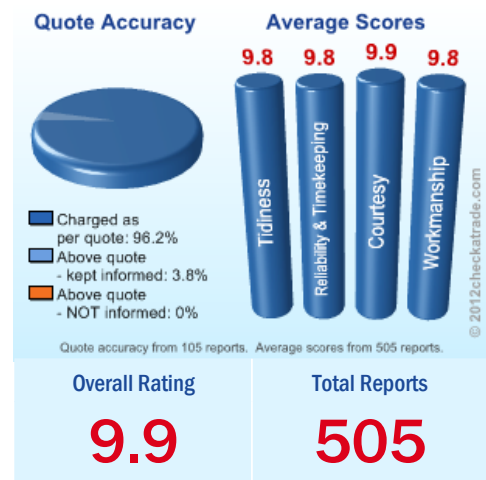 Quote Accuracy
Average Scores
9.8
9.8
9.9
9.8
Tidiness
Reliability & Timekeeping
Courtesy
Workmanship
Charged as
per quote: 96.2%
Above quote
- kept informed: 3.8%
Above quote
- NOT informed: 0%
© 2012checkatrade.com
Quote accuracy from 105 reports. Average scores from 505 reports.
Overall Rating
Total Reports
9.9
505